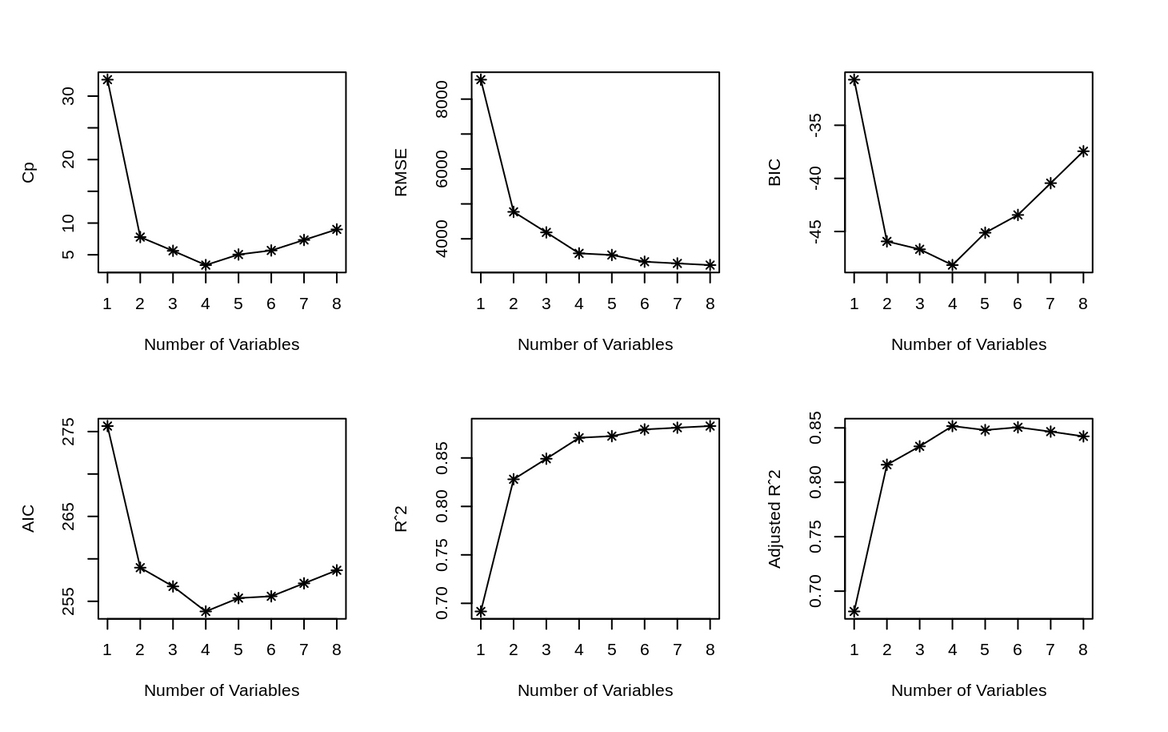 Cp
30
20
10
5
1 2 3 4 5 6 7 8
Number of Variables
RMSE
8000
6000
4000
1 2 3 4 5 6 7 8
Number of Variables
BIC
-35
-40
-45
1 2 3 4 5 6 7 8
Number of Variables
AIC
275
265
255
1 2 3 4 5 6 7 8
Number of Variables
R^2
0.85
0.80
0.75
0.70
1 2 3 4 5 6 7 8
Number of Variables
Adjusted R^2
0.85
0.80
0.75
0.70
1 2 3 4 5 6 7 8
Number of Variables